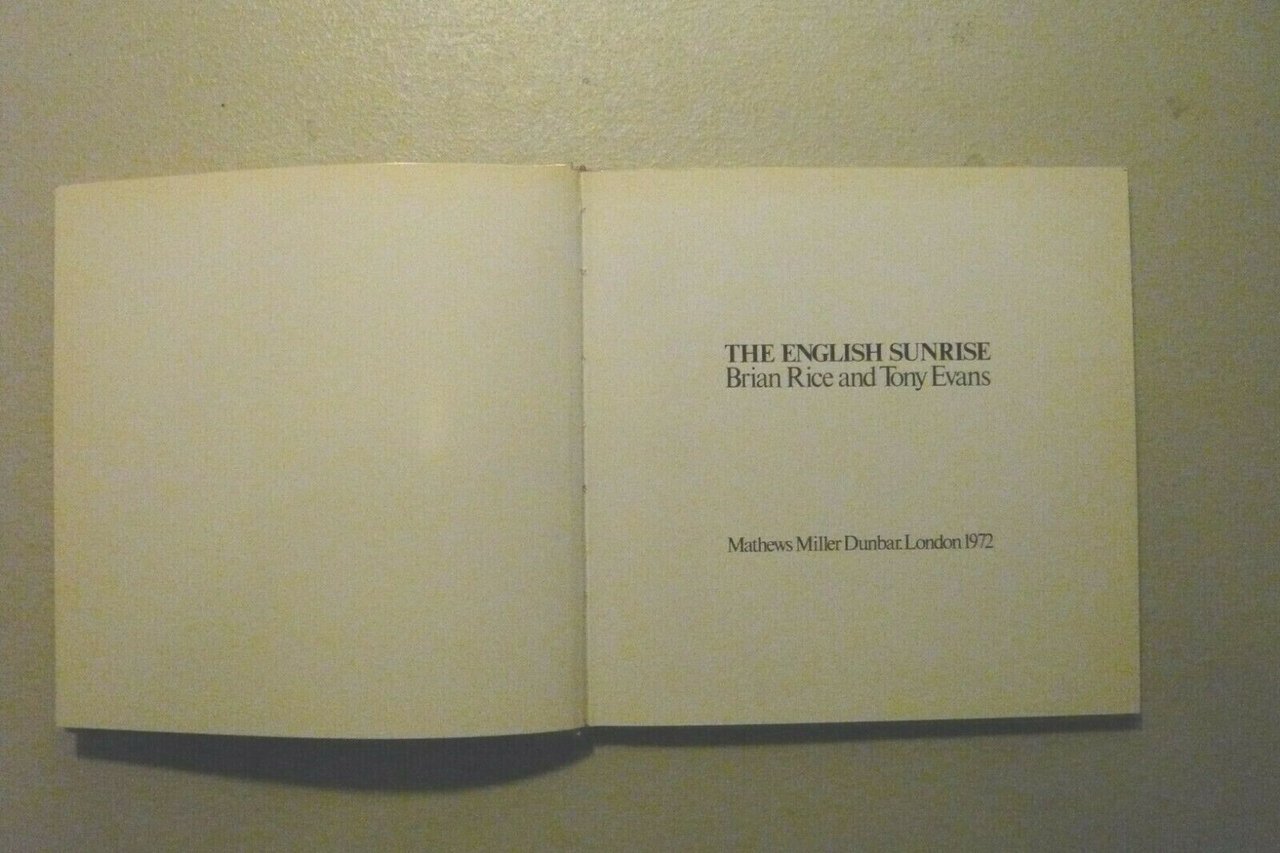 THE ENGLISH SUNRISE
Brian Rice and Tony Evans
Mathews Miller Dunbar. London 1972